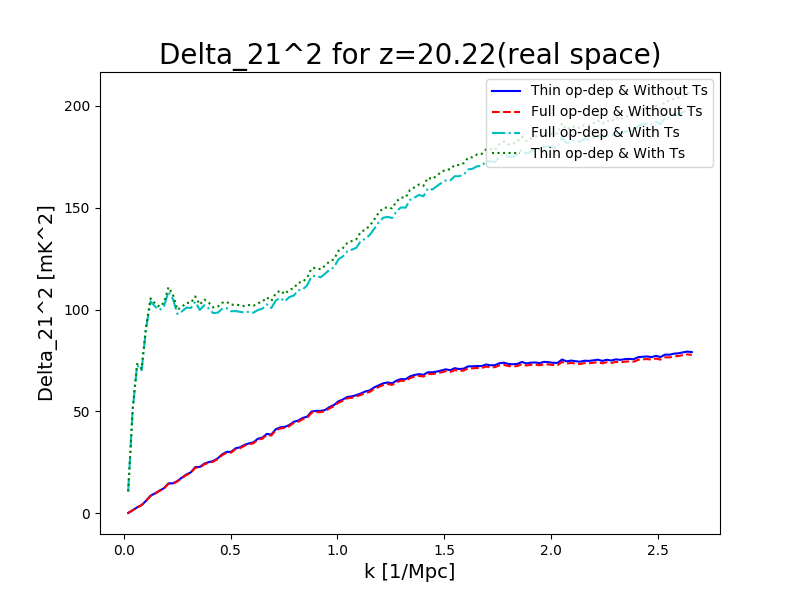 Delta_21^2 for z=20.22(real space)
Thin op-dep & Without Ts
Full op-dep & Without Ts
Full op-dep & With Ts
Thin op-dep & With Ts
Delta_21^2 [mK^2]
200
150
100
50
0
0.0 0.5 1.0 1.5 2.0 2.5
k [1/Mpc]